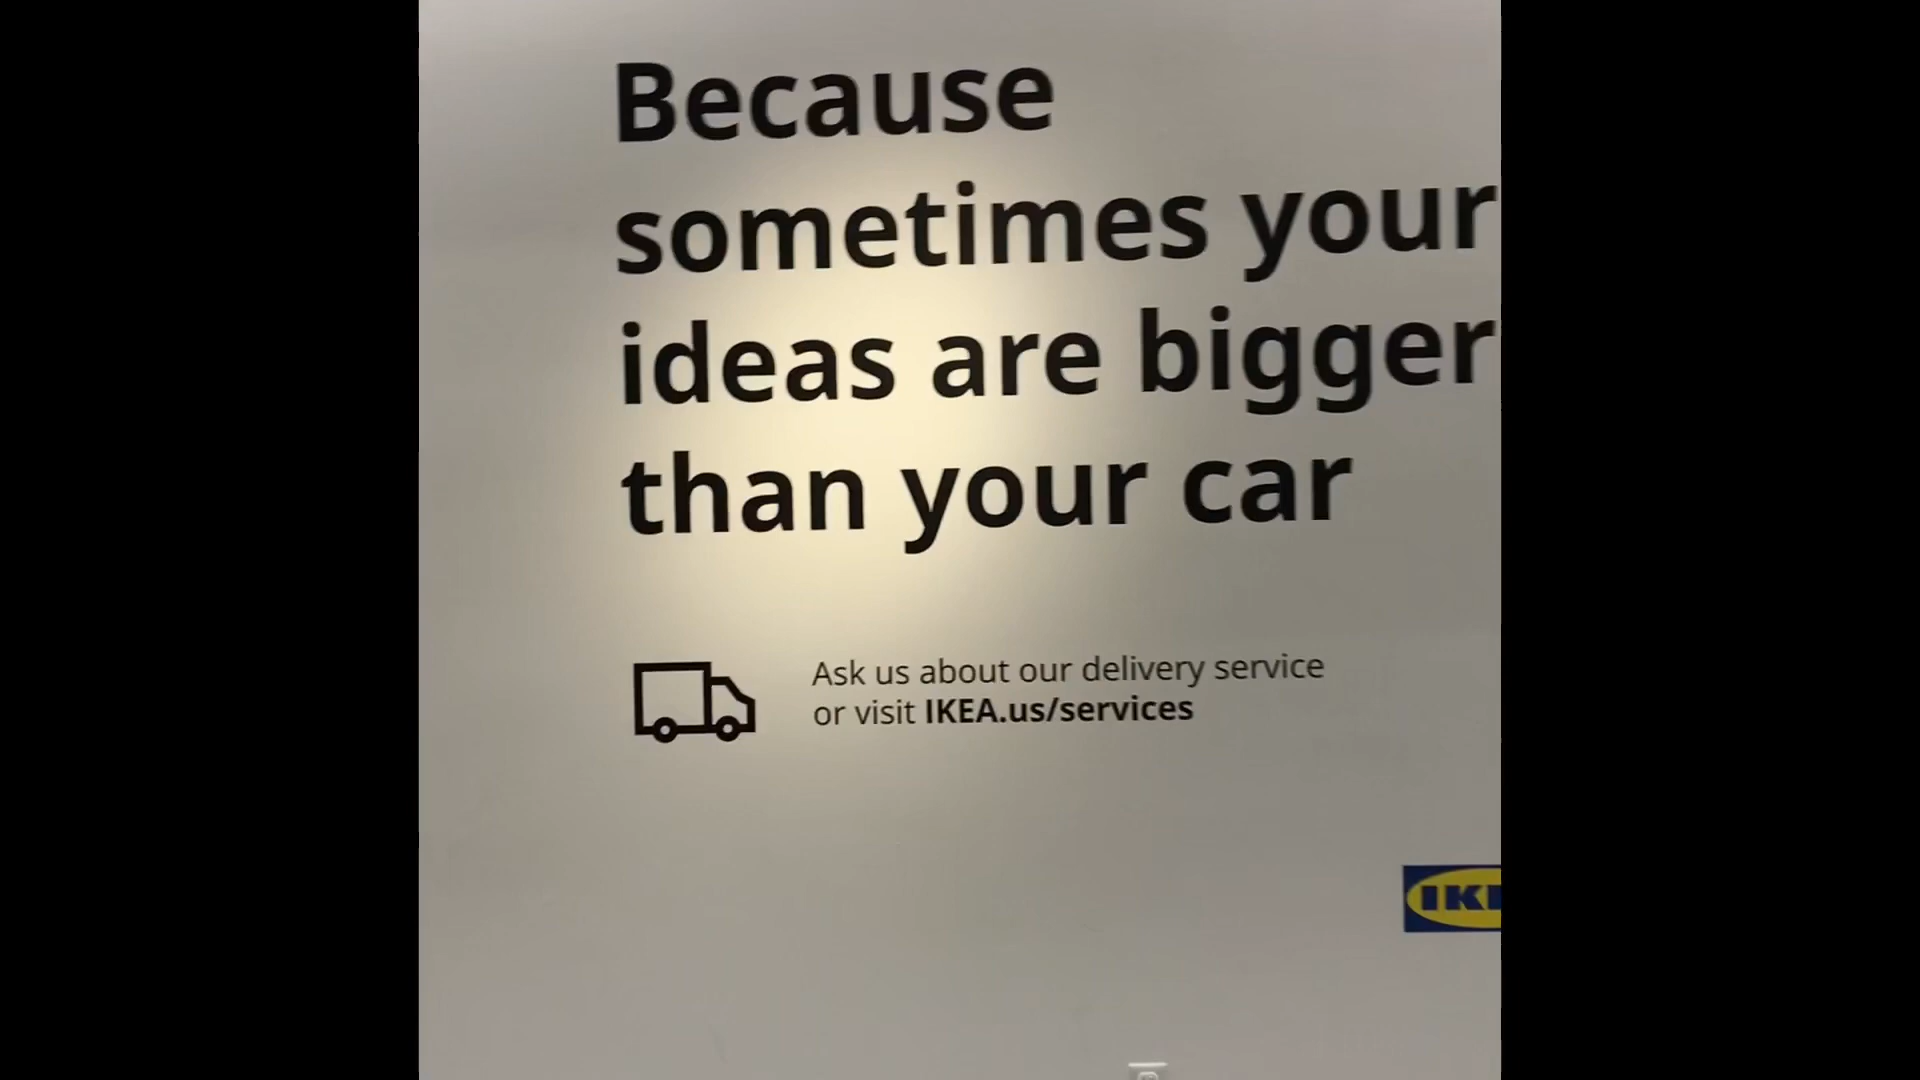 Because
sometimes your
ideas are bigger
than your car
Ask us about our delivery service
or visit IKEA.us/services